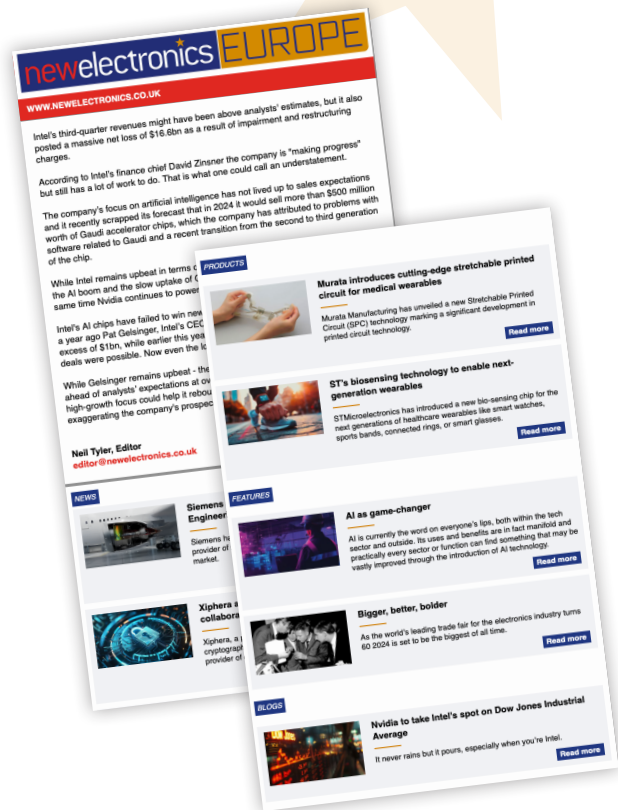 newelectronics EUROPE
WWW.NEWELECTRONICS.CO.UK
Intel's third-quarter revenues might have been above analysts' estimates, but it also
posted a massive net loss of $16.6bn as a result of impairment and restructuring
charges.
According to Intel's finance chief David Zinsner the company is "making progress"
but still has a lot of work to do. That is what one could call an understatement.
The company's focus on artificial intelligence has not lived up to sales expectations
and it recently scrapped its forecast that in 2024 it would sell more than $500 million
worth of Gaudi accelerator chips, which the company has attributed to problems with
software related to Gaudi and a recent transition from the second to third generation
of the chip.
While Intel remains upbeat in terms
the AI boom and the slow uptake of
same time Nvidia continues to power
Intel's AI chips have failed to win new
a year ago Pat Gelsinger, Intel's CEO
excess of $1bn, while earlier this year
deals were possible. Now even the
While Gelsinger remains upbeat - the
ahead of analysts' expectations at
high-growth focus could help it
exaggerating the company's
Neil Tyler, Editor
editor@newelectronics.co.uk
NEWS
Siemens
Engineer
Siemens
provider of
market.
Xiphera
collabora
Xiphera, a
cryptograph
provider of
PRODUCTS
Murata introduces cutting-edge stretchable printed
circuit for medical wearables
Murata Manufacturing has unveiled a new Stretchable Printed
Circuit (SPC) technology marking a significant development in
printed circuit technology.
Read more
ST's biosensing technology to enable next-
generation wearables
STMicroelectronics has introduced a new bio-sensing chip for the
next generations of healthcare wearables like smart watches,
sports bands, connected rings, or smart glasses.
Read more
FEATURES
AI as game-changer
AI is currently the word on everyone's lips, both within the tech
sector and outside. Its uses and benefits are in fact manifold and
practically every sector or function can find something that may be
vastly improved through the introduction of AI technology.
Read more
Bigger, better, bolder
As the world's leading trade fair for the electronics industry turns
60 2024 is set to be the biggest of all time.
Read more
BLOGS
Nvidia to take Intel's spot on Dow Jones Industrial
Average
It never rains but it pours, especially when you're Intel.
Read more